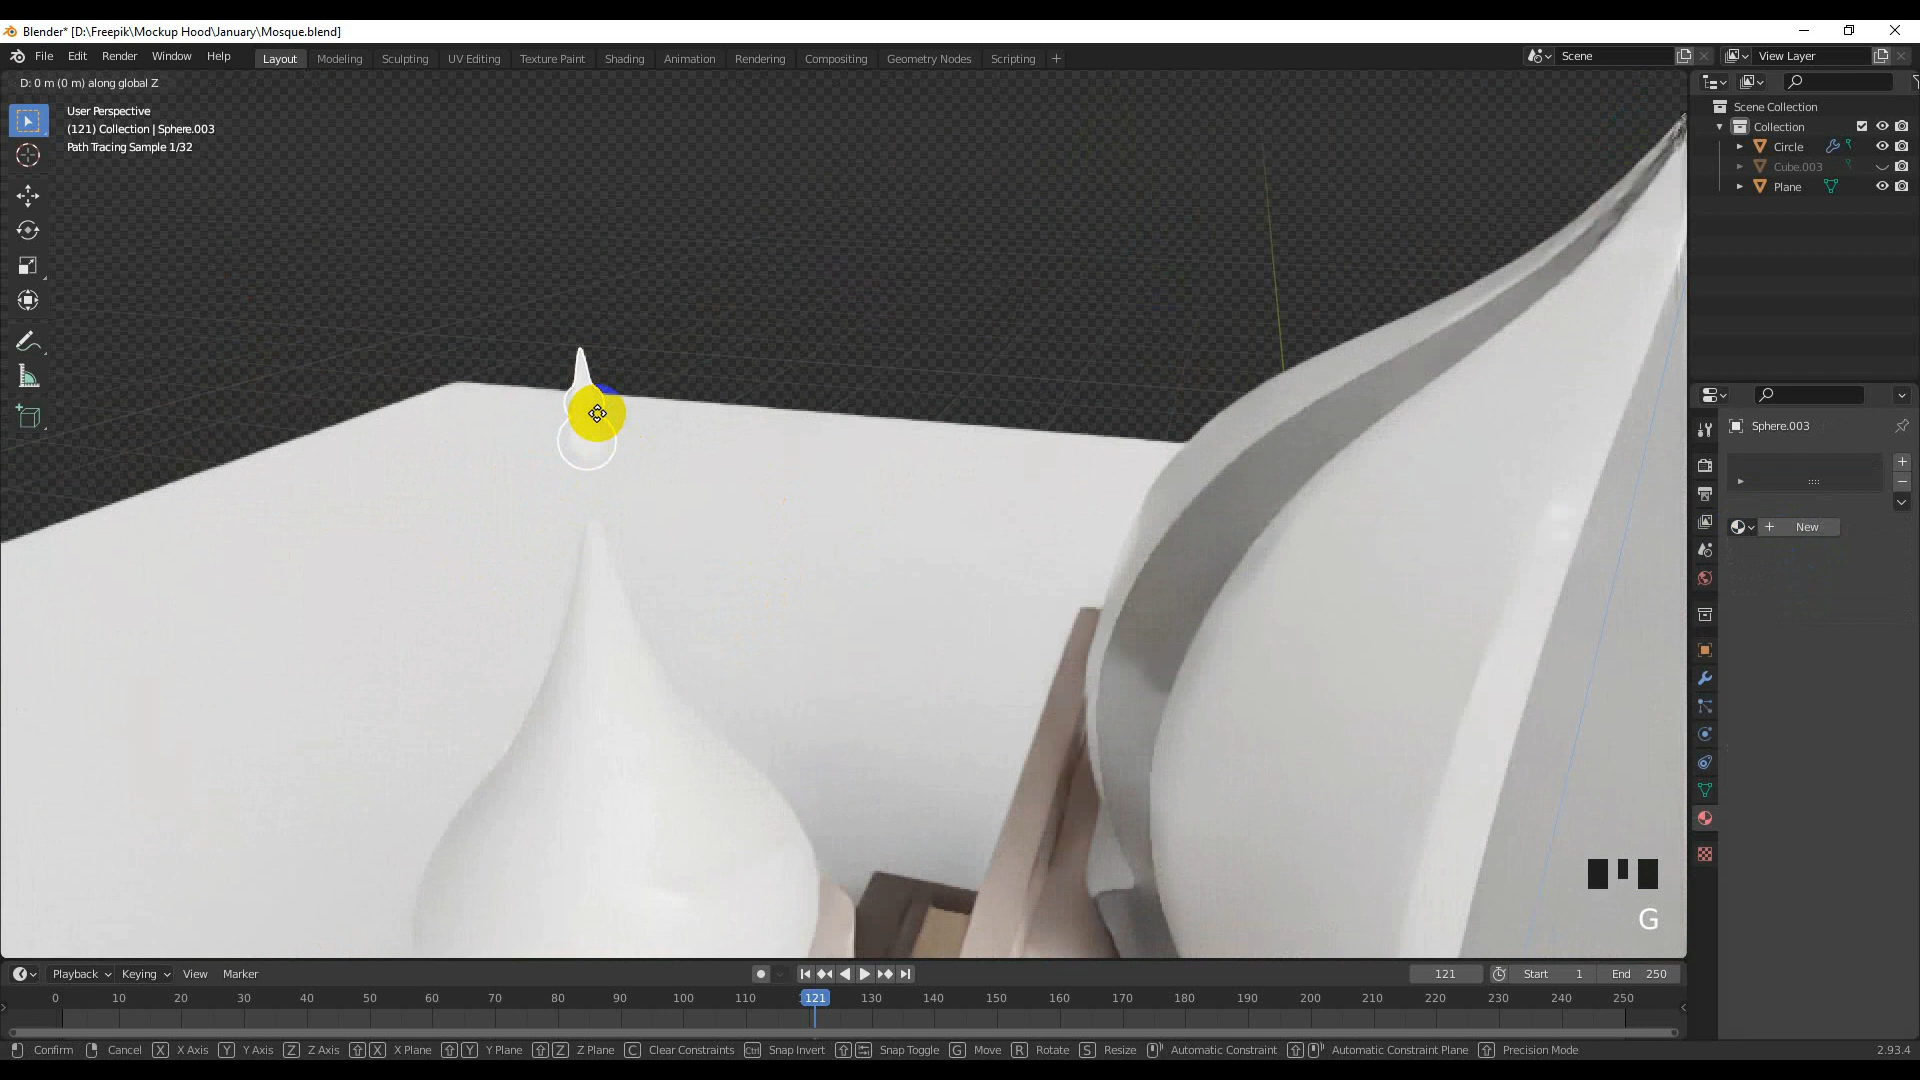 Blender* [D:\Freepik\Mockup Hood\January\Mosque.blend]
File Edit Render Window Help Layout Modeling Sculpting UV Editing Texture Paint Shading Animation Rendering Compositing Geometry Nodes Scripting + Scene View Layer
D: 0 m (0 m) along global Z
User Perspective
(121) Collection | Sphere.003
Path Tracing Sample 1/32
Scene Collection
Collection
Circle
Cube.003
Plane
Sphere.003
New
G
Playback Keying View Marker 121 Start 1 End 250
0 10 20 30 40 50 60 70 80 90 100 110 121 130 140 150 160 170 180 190 200 210 220 230 240 250
Confirm Cancel X X Axis Y Y Axis Z Z Axis X X Plane Y Y Plane Z Z Plane C Clear Constraints Ctrl Snap Invert Snap Toggle G Move R Rotate S Resize Automatic Constraint Automatic Constraint Plane Precision Mode 2.93.4